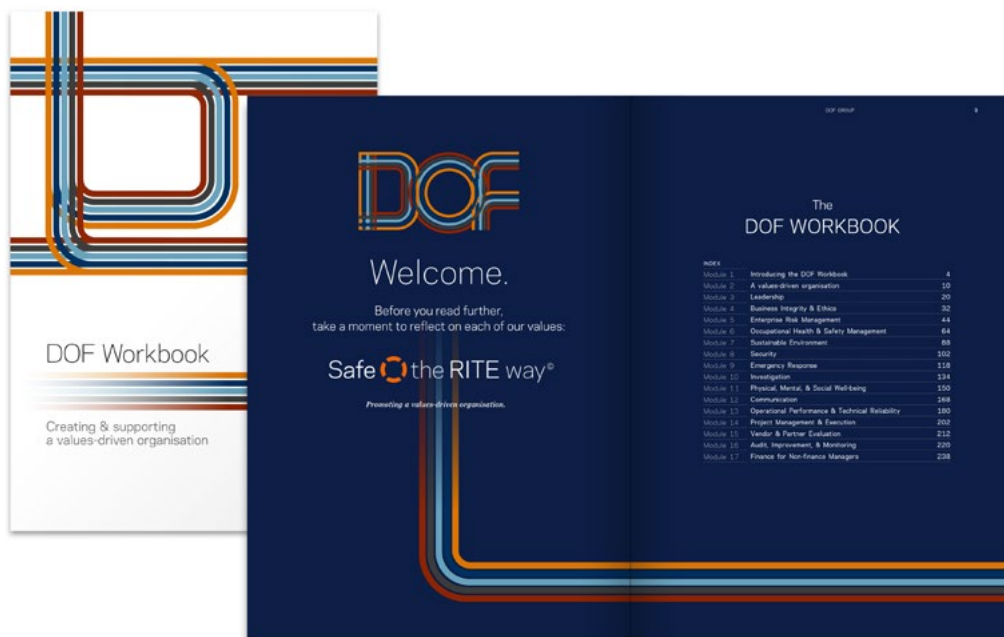 DOF Workbook
Creating & supporting
a values-driven organisation
DOF
Welcome.
Before you read further,
take a moment to reflect on each of our values:
Safe the RITE way©
Promoting a values-driven organisation.
DOF GROUP 3
The
DOF WORKBOOK
INDEX
Module 1 Introducing the DOF Workbook 4
Module 2 A values-driven organisation 10
Module 3 Leadership 20
Module 4 Business Integrity & Ethics 32
Module 5 Enterprise Risk Management 44
Module 6 Occupational Health & Safety Management 64
Module 7 Sustainable Environment 88
Module 8 Security 102
Module 9 Emergency Response 118
Module 10 Investigation 134
Module 11 Physical, Mental, & Social Well-being 150
Module 12 Communication 168
Module 13 Operational Performance & Technical Reliability 180
Module 14 Project Management & Execution 202
Module 15 Vendor & Partner Evaluation 212
Module 16 Audit, Improvement, & Monitoring 220
Module 17 Finance for Non-finance Managers 238